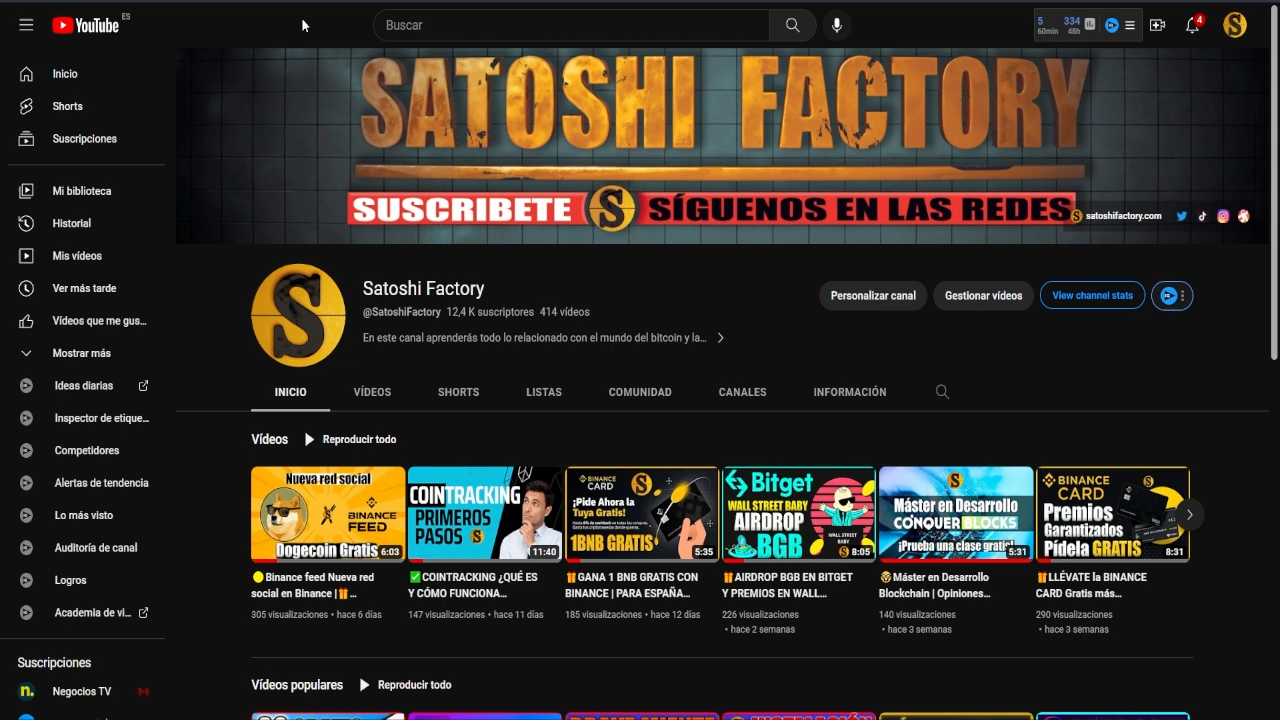 YouTube ES
Buscar
5 334
60min 48h
4
Inicio
Shorts
Suscripciones
Mi biblioteca
Historial
Mis vídeos
Ver más tarde
Vídeos que me gus...
Mostrar más
Ideas diarias
Inspector de etique...
Competidores
Alertas de tendencia
Lo más visto
Auditoría de canal
Logros
Academia de vi...
Suscripciones
n. Negocios TV
SATOSHI FACTORY
SUSCRIBETE S SÍGUENOS EN LAS REDES
satoshifactory.com
Satoshi Factory
@SatoshiFactory 12,4 K suscriptores 414 vídeos
En este canal aprenderás todo lo relacionado con el mundo del bitcoin y la...
Personalizar canal
Gestionar vídeos
View channel stats
INICIO VÍDEOS SHORTS LISTAS COMUNIDAD CANALES INFORMACIÓN
Vídeos Reproducir todo
Nueva red social
BINANCE
FEED
Dogecoin Gratis
6:03
Binance feed Nueva red
social en Binance | ...
305 visualizaciones • hace 6 días
COINTRACKING
PRIMEROS
PASOS
11:40
COINTRACKING ¿QUÉ ES
Y CÓMO FUNCIONA...
147 visualizaciones • hace 11 días
BINANCE
CARD
¡Pide Ahora la
Tuya Gratis!
1BNB GRATIS
5:35
GANA 1 BNB GRATIS CON
BINANCE | PARA ESPAÑA...
185 visualizaciones • hace 12 días
Bitget
WALL STREET BABY
AIRDROP
BGB
WALL STREET
BABY
8:05
AIRDROP BGB EN BITGET
Y PREMIOS EN WALL...
226 visualizaciones
• hace 2 semanas
Máster en Desarrollo
CONQUER BLOCKS
¡Prueba una clase gratis!
5:31
Máster en Desarrollo
Blockchain | Opiniones...
140 visualizaciones
• hace 3 semanas
BINANCE
CARD
Premios
Garantizados
Pídela GRATIS
8:31
LLÉVATE la BINANCE
CARD Gratis más...
290 visualizaciones
• hace 3 semanas
Vídeos populares Reproducir todo